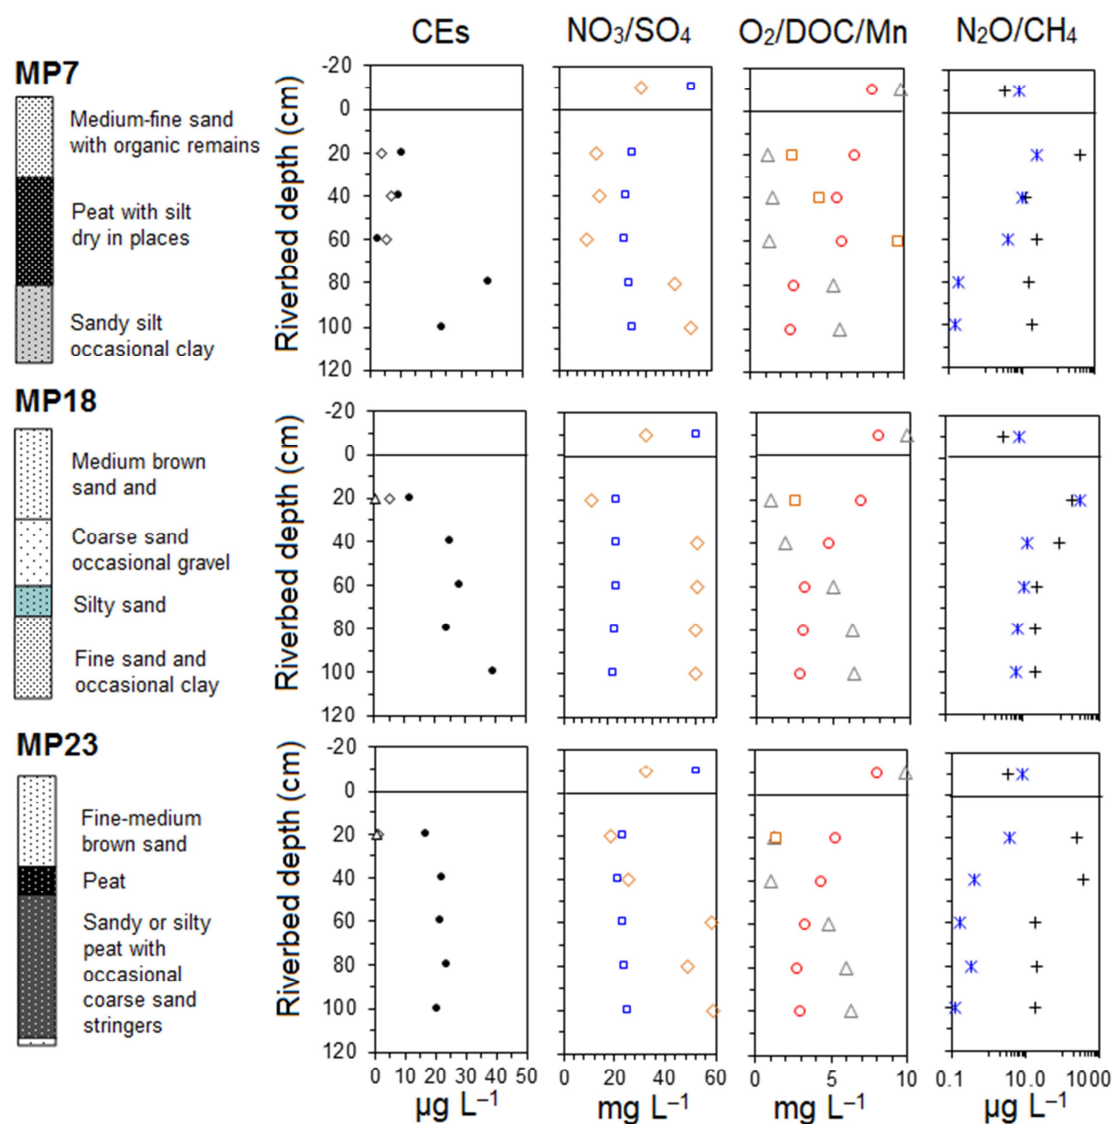 CEs NO₃/SO₄ O₂/DOC/Mn N₂O/CH₄
MP7
Medium-fine sand
with organic remains
Peat with silt
dry in places
Sandy silt
occasional clay
Riverbed depth (cm)
-20
0
20
40
60
80
100
120
MP18
Medium brown
sand and
Coarse sand
occasional gravel
Silty sand
Fine sand and
occasional clay
Riverbed depth (cm)
-20
0
20
40
60
80
100
120
MP23
Fine-medium
brown sand
Peat
Sandy or silty
peat with
occasional
coarse sand
stringers
Riverbed depth (cm)
-20
0
20
40
60
80
100
120
0 10 20 30 40 50 0 20 40 60 0 5 10 0.1 10.0 1000
µg L⁻¹ mg L⁻¹ mg L⁻¹ µg L⁻¹